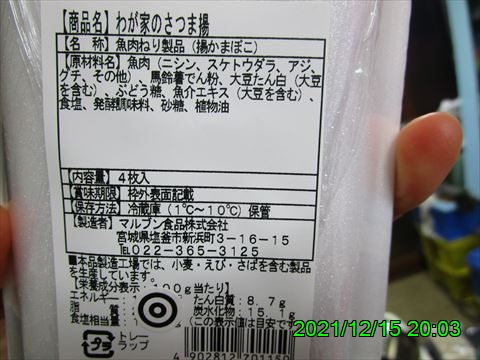 【商品名】わが家のさつま揚
【名 称】魚肉ねり製品（揚かまぼこ）
【原材料名】魚肉（ニシン、スケトウダラ、アジ、
グチ、その他）、馬鈴薯でん粉、大豆たん白（大豆
を含む）、ぶどう糖、魚介エキス（大豆を含む）、
食塩、発酵調味料、砂糖、植物油
【内容量】４枚入
【賞味期限】枠外表面記載
【保存方法】冷蔵庫（1℃～10℃）保管
【製造者】マルブン食品株式会社
宮城県塩釜市新浜町3-16-15
TEL022-365-3125
■本品製造工場では、小麦・えび・さばを含む製品
を生産しています。
【栄養成分表示・100g当たり】
エネルギー たん白質：8.7g
脂 炭水化物：15.1g
食塩相当 （この表示値は目安です
トレー
ラップ
4902812701150
2021/12/15 20:03